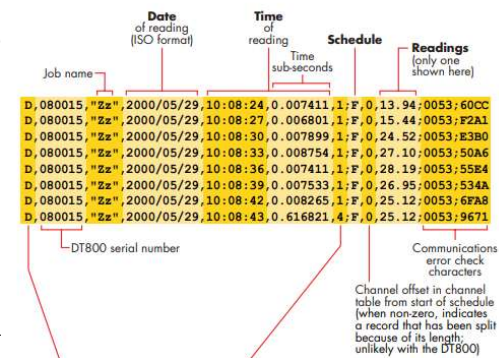 Date
of reading
(ISO format)
Time
of
reading
Time
sub-seconds
Schedule
Readings
(only one
shown here)
Job name
D,080015,"Zz",2000/05/29,10:08:24,0.007411,1;F,0,13.94;0053;60CC
D,080015,"Zz",2000/05/29,10:08:27,0.006801,1;F,0,15.44;0053;F2A1
D,080015,"Zz",2000/05/29,10:08:30,0.007899,1;F,0,24.52;0053;E3B0
D,080015,"Zz",2000/05/29,10:08:33,0.008754,1;F,0,27.10;0053;50A6
D,080015,"Zz",2000/05/29,10:08:36,0.007411,1;F,0,28.19;0053;55E4
D,080015,"Zz",2000/05/29,10:08:39,0.007533,1;F,0,26.95;0053;534A
D,080015,"Zz",2000/05/29,10:08:42,0.008265,1;F,0,25.12;0053;6FA8
D,080015,"Zz",2000/05/29,10:08:43,0.616821,4;F,0,25.12;0053;9671
DT800 serial number
Communications
error check
characters
Channel offset in channel
table from start of schedule
(when non-zero, indicates
a record that has been split
because of its length;
unlikely with the DT800)